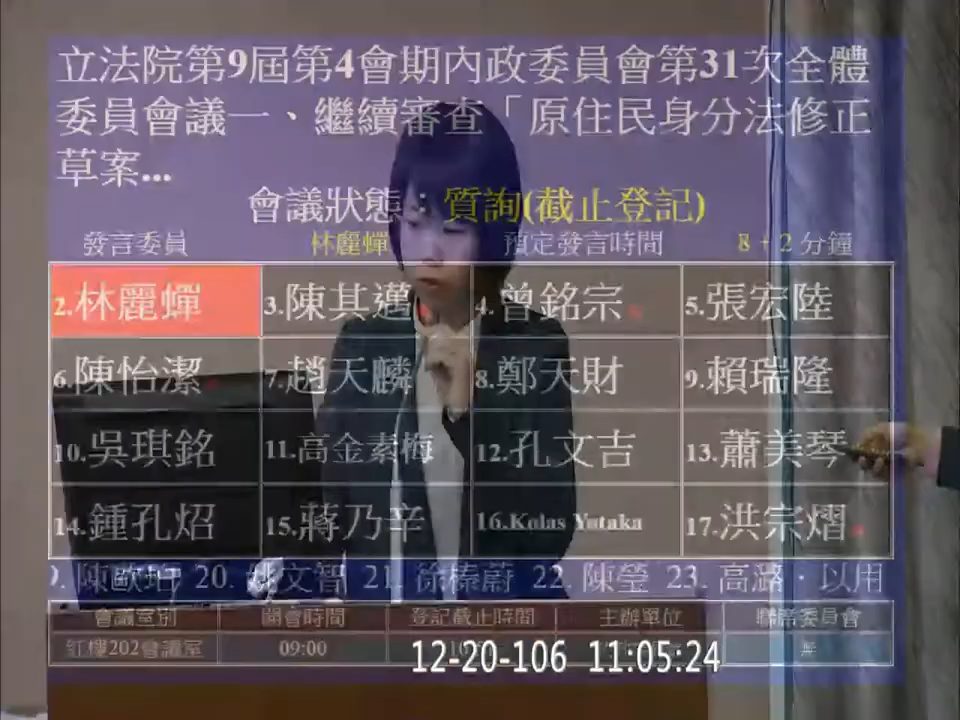 立法院第9屆第4會期內政委員會第31次全體
委員會議一、繼續審查「原住民身分法修正
草案...
會議狀態：質詢(截止登記)
發言委員 林麗蟬 預定發言時間 8 + 2 分鐘
2.林麗蟬 3.陳其邁 4.曾銘宗 5.張宏陸
6.陳怡潔 7.趙天麟 8.鄭天財 9.賴瑞隆
10.吳琪銘 11.高金素梅 12.孔文吉 13.蕭美琴
14.鍾孔炤 15.蔣乃辛 16.Kolas Yotaka 17.洪宗熠
陳歐珀 20. 姚文智 21. 徐榛蔚 22. 陳瑩 23. 高潞．以用
會議室別 開會時間 登記截止時間 主辦單位 聯席委員會
紅樓202會議室 09:00 無
12-20-106 11:05:24